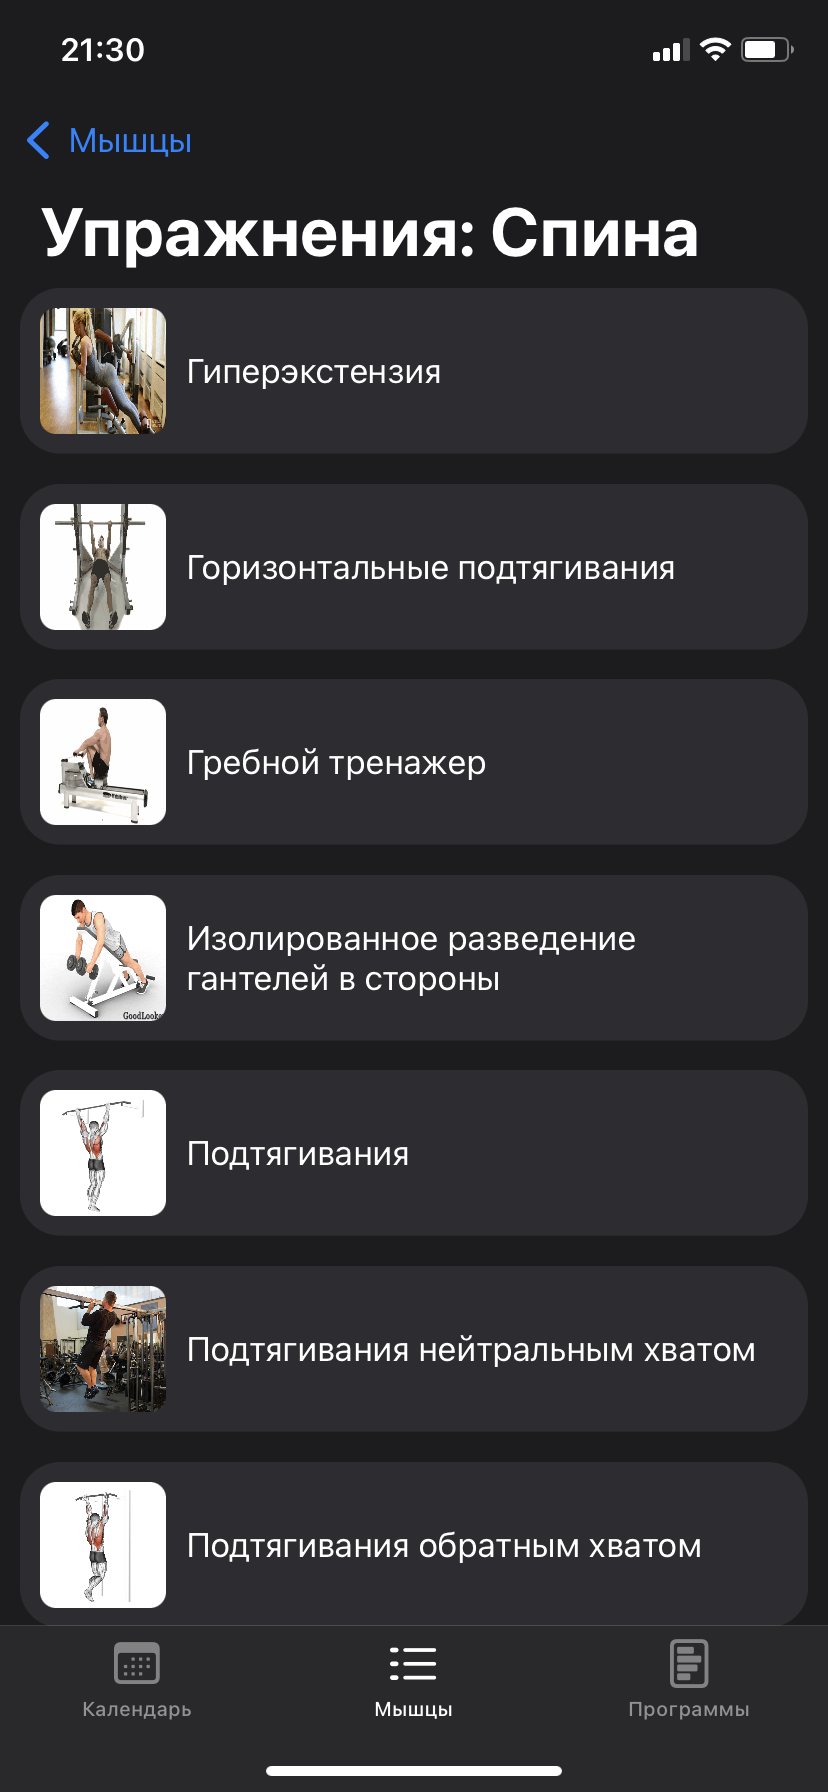 21:30
Мышцы
Упражнения: Спина
Гиперэкстензия
Горизонтальные подтягивания
Гребной тренажер
Изолированное разведение
гантелей в стороны
GoodLooke
Подтягивания
Подтягивания нейтральным хватом
Подтягивания обратным хватом
Календарь
Мышцы
Программы